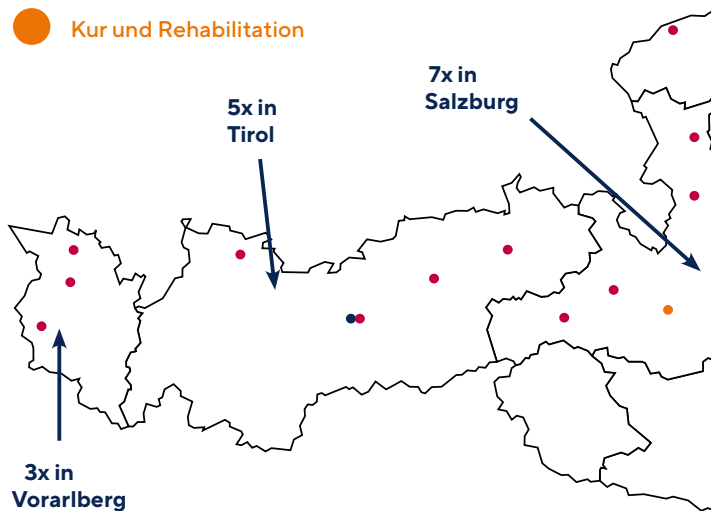 Kur und Rehabilitation
7x in
Salzburg
5x in
Tirol
3x in
Vorarlberg